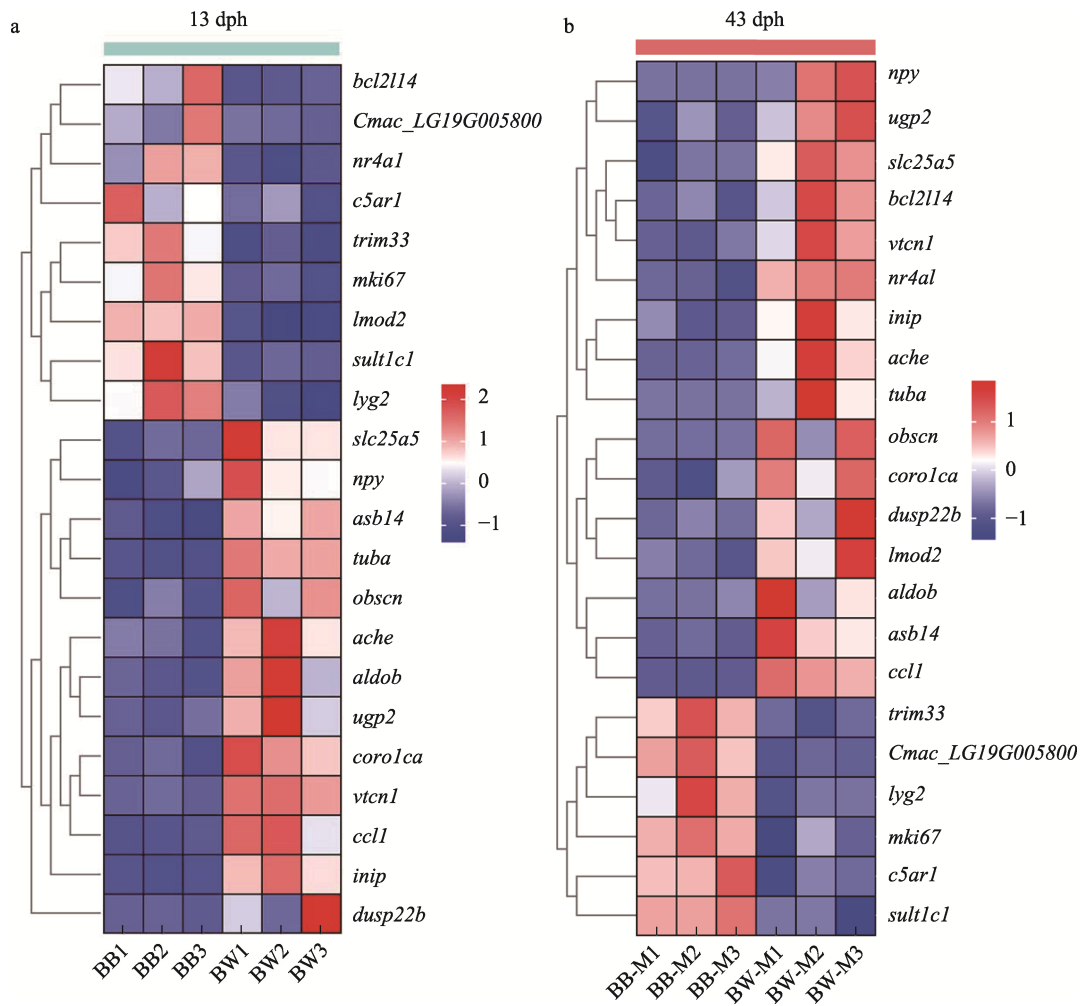 a
13 dph
bcl2l14
Cmac_LG19G005800
nr4a1
c5ar1
trim33
mki67
lmod2
sult1c1
lyg2
slc25a5
npy
asb14
tuba
obscn
ache
aldob
ugp2
coro1ca
vtcn1
ccl1
inip
dusp22b
2
1
0
−1
BB1
BB2
BB3
BW1
BW2
BW3
b
43 dph
npy
ugp2
slc25a5
bcl2l14
vtcn1
nr4al
inip
ache
tuba
obscn
coro1ca
dusp22b
lmod2
aldob
asb14
ccl1
trim33
Cmac_LG19G005800
lyg2
mki67
c5ar1
sult1c1
1
0
−1
BB-M1
BB-M2
BB-M3
BW-M1
BW-M2
BW-M3